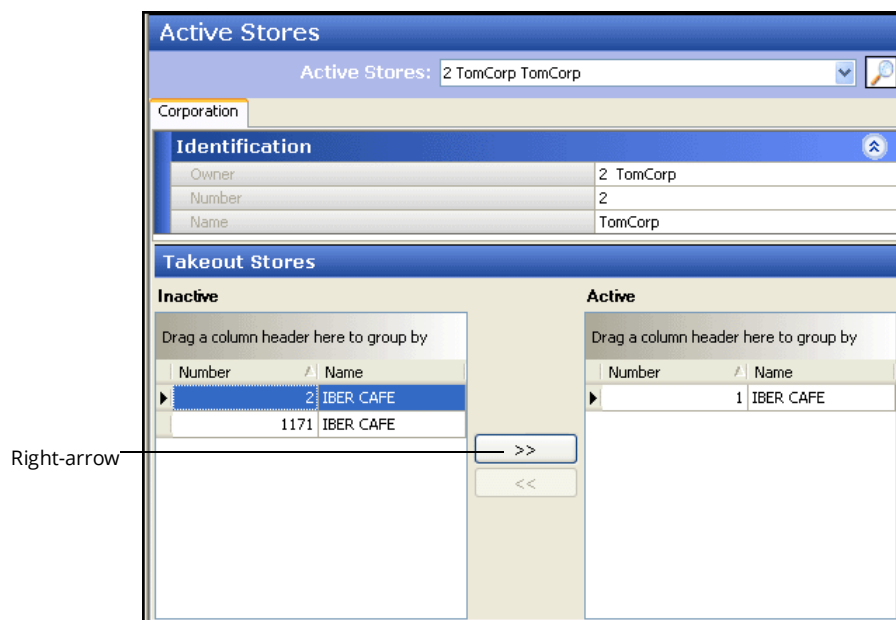 Active Stores
Active Stores: 2 TomCorp TomCorp
Corporation
Identification
Owner 2 TomCorp
Number 2
Name TomCorp
Takeout Stores
Inactive Active
Drag a column header here to group by Drag a column header here to group by
Number Name Number Name
2 IBER CAFE 1 IBER CAFE
1171 IBER CAFE
Right-arrow >>
<<